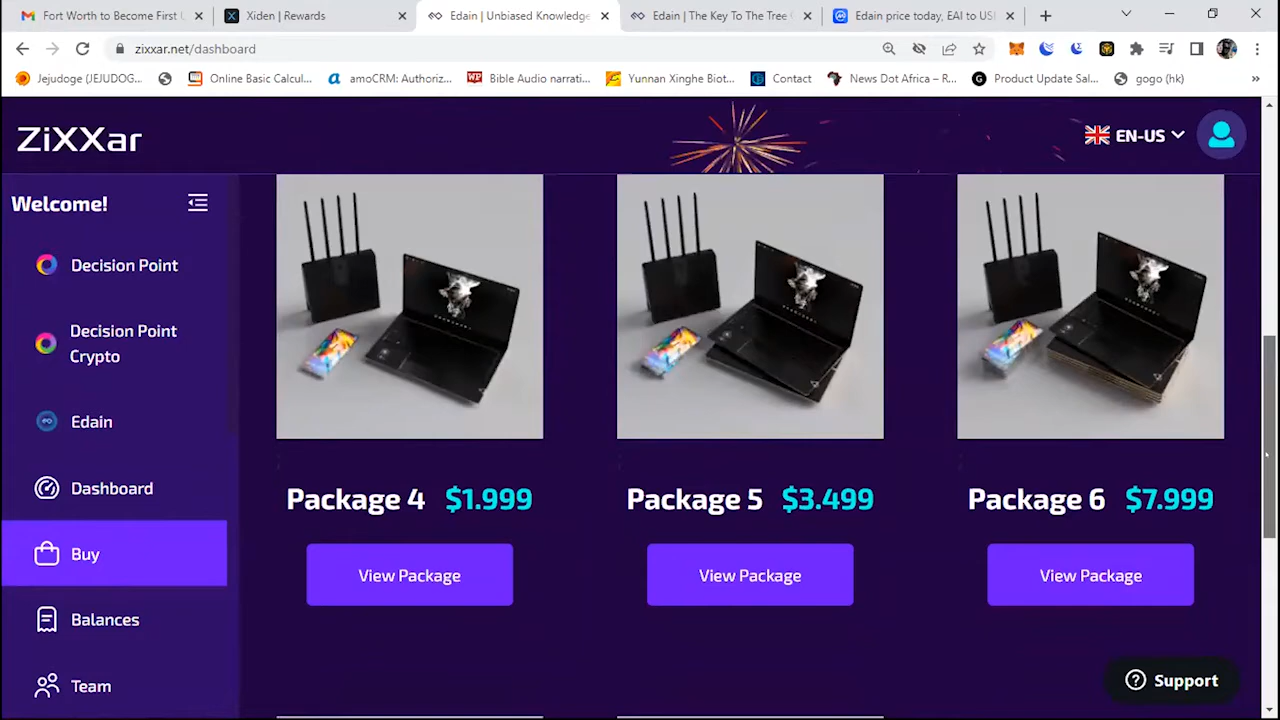 Fort Worth to Become First U
Xiden | Rewards
Edain | Unbiased Knowledge
Edain | The Key To The Tree
Edain price today, EAI to US
zixxar.net/dashboard
Jejudoge (JEJUDOG...
Online Basic Calcul...
amoCRM: Authoriz...
Bible Audio narrati...
Yunnan Xinghe Biot...
Contact
News Dot Africa – R...
Product Update Sal...
gogo (hk)
»
ZiXXar
EN-US
Welcome!
Decision Point
Decision Point
Crypto
Edain
Dashboard
Buy
Balances
Team
Package 4 $1.999
Package 5 $3.499
Package 6 $7.999
View Package
View Package
View Package
Support